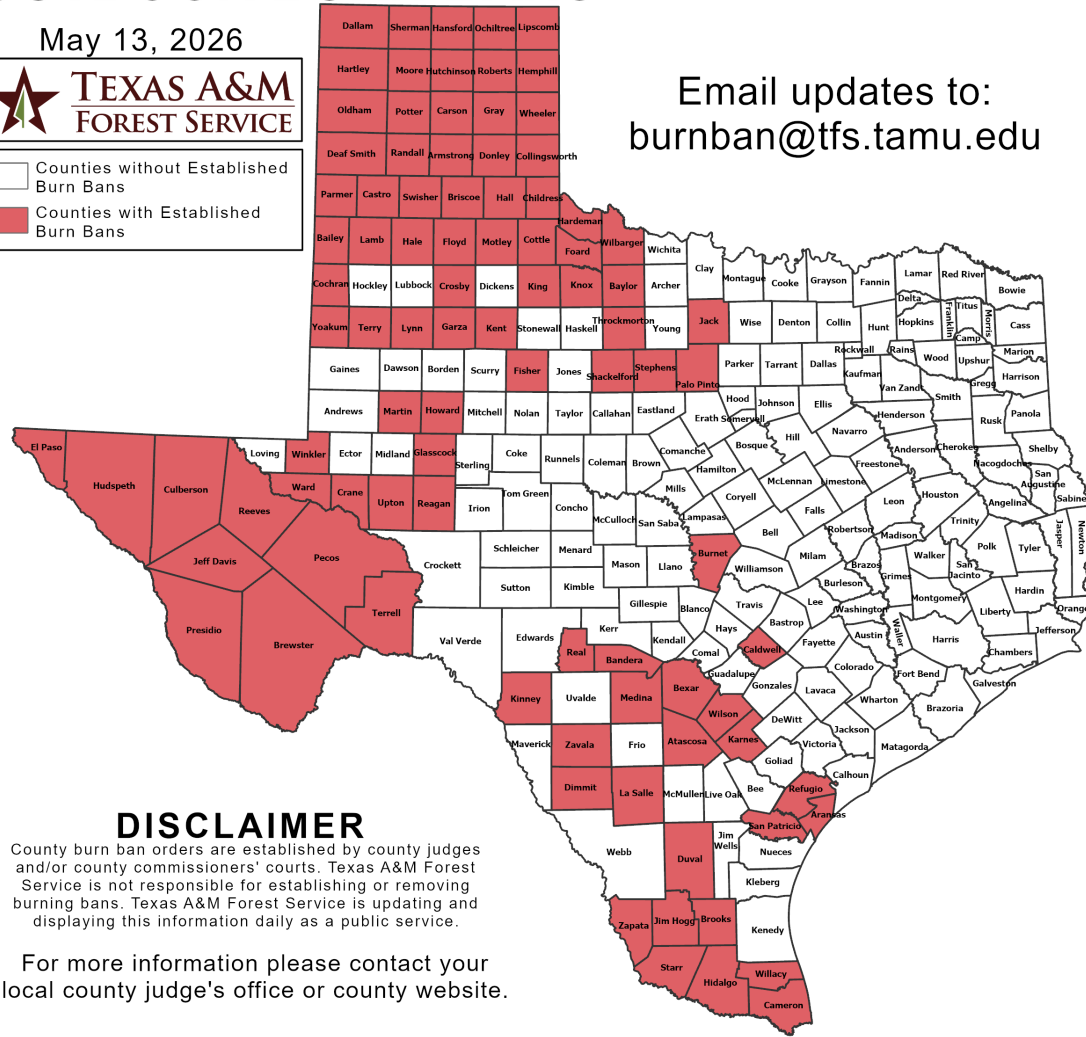 May 13, 2026
TEXAS A&M
FOREST SERVICE
Counties without Established
Burn Bans
Counties with Established
Burn Bans
Email updates to:
burnban@tfs.tamu.edu
Dallam Sherman Hansford Ochiltree Lipscomb
Hartley Moore Hutchinson Roberts Hemphill
Oldham Potter Carson Gray Wheeler
Deaf Smith Randall Armstrong Donley Collingsworth
Parmer Castro Swisher Briscoe Hall Childress
Hardeman
Bailey Lamb Hale Floyd Motley Cottle Foard Wilbarger Wichita
Clay Montague Cooke Grayson Fannin Lamar Red River Bowie
Cochran Hockley Lubbock Crosby Dickens King Knox Baylor Archer
Delta Franklin Titus Morris Cass
Yoakum Terry Lynn Garza Kent Stonewall Haskell Throckmorton Young Jack Wise Denton Collin Hunt Hopkins Camp
Rockwall Rains Wood Upshur Marion
Gaines Dawson Borden Scurry Fisher Jones Shackelford Stephens Palo Pinto Parker Tarrant Dallas Kaufman Van Zandt Smith Gregg Harrison
Andrews Martin Howard Mitchell Nolan Taylor Callahan Eastland Erath Hood Somervell Johnson Ellis Henderson Rusk Panola
El Paso Loving Winkler Ector Midland Glasscock Sterling Coke Runnels Coleman Brown Comanche Bosque Hill Navarro Anderson Cherokee Shelby
Hamilton Freestone Nacogdoches San Augustine Sabine
Hudspeth Culberson Reeves Ward Crane Upton Reagan Irion Tom Green Concho Mills McLennan Limestone Leon Houston Angelina
McCulloch San Saba Lampasas Coryell Falls Robertson Madison Trinity Jasper Newton
Jeff Davis Pecos Crockett Schleicher Menard Mason Llano Burnet Bell Milam Brazos Grimes Walker San Jacinto Polk Tyler
Sutton Kimble Williamson Burleson Montgomery Hardin
Presidio Brewster Terrell Val Verde Edwards Kerr Gillespie Blanco Travis Lee Washington Liberty Orange
Kendall Hays Bastrop Fayette Austin Waller Harris Jefferson
Real Bandera Comal Caldwell Colorado Chambers
Guadalupe Fort Bend Galveston
Kinney Uvalde Medina Bexar Wilson Gonzales Lavaca Wharton Brazoria
DeWitt Jackson
Maverick Zavala Frio Atascosa Karnes Goliad Victoria Matagorda
Dimmit La Salle McMullen Live Oak Bee Refugio Calhoun
San Patricio Aransas
Webb Duval Jim Wells Nueces
Kleberg
Zapata Jim Hogg Brooks Kenedy
Starr Hidalgo Willacy
Cameron
DISCLAIMER
County burn ban orders are established by county judges
and/or county commissioners' courts. Texas A&M Forest
Service is not responsible for establishing or removing
burning bans. Texas A&M Forest Service is updating and
displaying this information daily as a public service.
For more information please contact your
local county judge's office or county website.